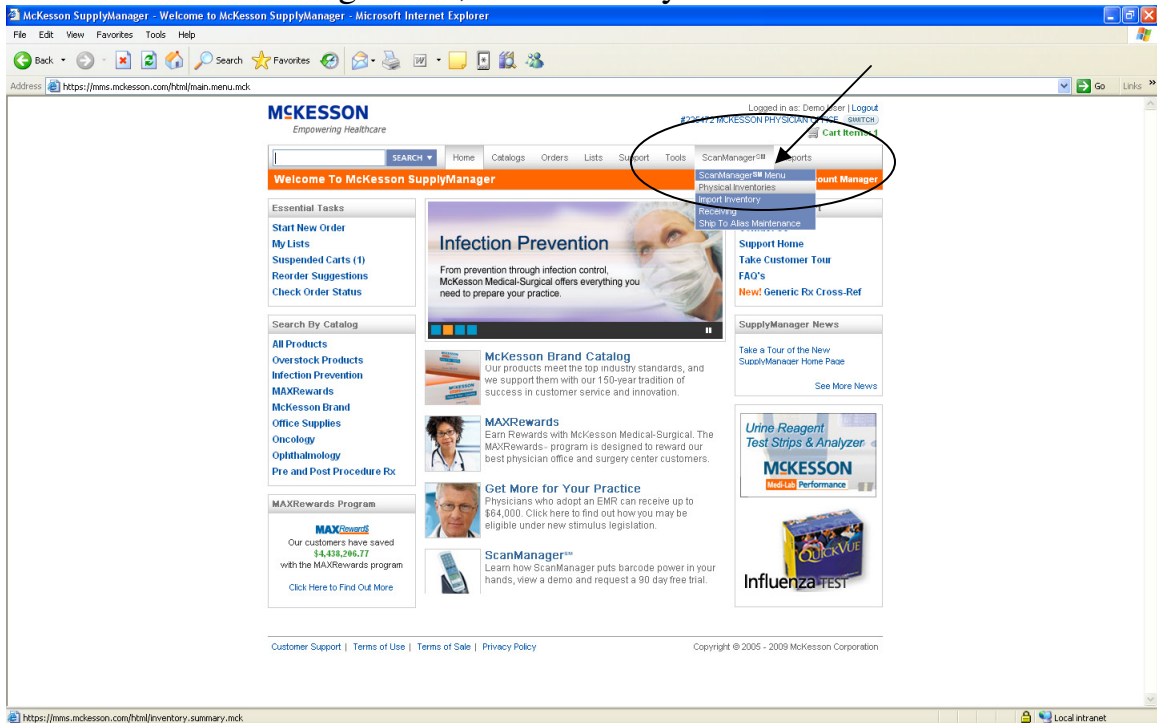 McKesson SupplyManager - Welcome to McKesson SupplyManager - Microsoft Internet Explorer
File Edit View Favorites Tools Help
Back Search Favorites
Address https://mms.mckesson.com/html/main.menu.mck Go Links »
MCKESSON
Empowering Healthcare
Logged in as: Demo User | Logout
MCKESSON PHYSICIAN OFFICE SWITCH
Cart Items: 1
SEARCH Home Catalogs Orders Lists Support Tools ScanManager℠ Reports
Welcome To McKesson SupplyManager
Account Manager
ScanManager℠ Menu
Physical Inventories
Import Inventory
Receiving
Ship To Alias Maintenance
Essential Tasks
Start New Order
My Lists
Suspended Carts (1)
Reorder Suggestions
Check Order Status
Search By Catalog
All Products
Overstock Products
Infection Prevention
MAXRewards
McKesson Brand
Office Supplies
Oncology
Ophthalmology
Pre and Post Procedure Rx
MAXRewards Program
MAXRewards
Our customers have saved
$4,438,206.77
with the MAXRewards program
Click Here to Find Out More
Infection Prevention
From prevention through infection control,
McKesson Medical-Surgical offers everything you
need to prepare your practice.
McKesson Brand Catalog
Our products meet the top industry standards, and
we support them with our 150-year tradition of
success in customer service and innovation.
MAXRewards
Earn Rewards with McKesson Medical-Surgical. The
MAXRewards- program is designed to reward our
best physician office and surgery center customers.
Get More for Your Practice
Physicians who adopt an EMR can receive up to
$64,000. Click here to find out how you may be
eligible under new stimulus legislation.
ScanManager℠
Learn how ScanManager puts barcode power in your
hands, view a demo and request a 90 day free trial.
Support Home
Take Customer Tour
FAQ's
New! Generic Rx Cross-Ref
SupplyManager News
Take a Tour of the New
SupplyManager Home Page
See More News
Urine Reagent
Test Strips & Analyzer
MCKESSON
Medi-Lab Performance
QUICKVUE
Influenza TEST
Customer Support | Terms of Use | Terms of Sale | Privacy Policy
Copyright © 2005 - 2009 McKesson Corporation
https://mms.mckesson.com/html/inventory.summary.mck Local intranet